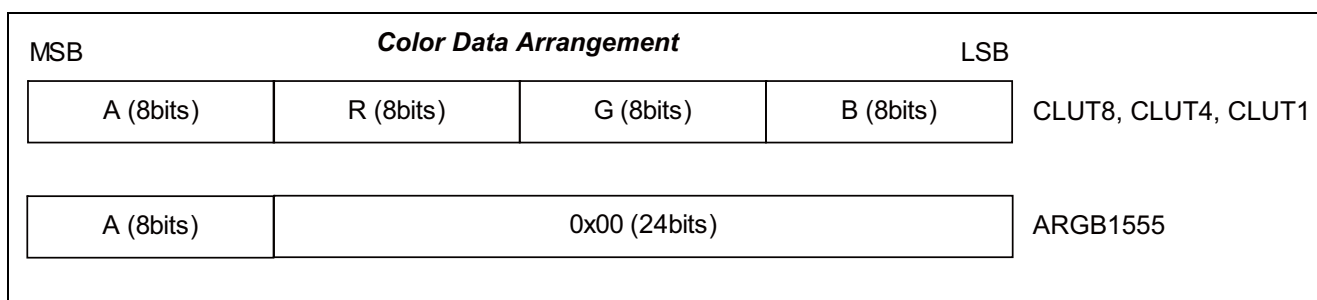 MSB Color Data Arrangement LSB
A (8bits) R (8bits) G (8bits) B (8bits) CLUT8, CLUT4, CLUT1
A (8bits) 0x00 (24bits) ARGB1555